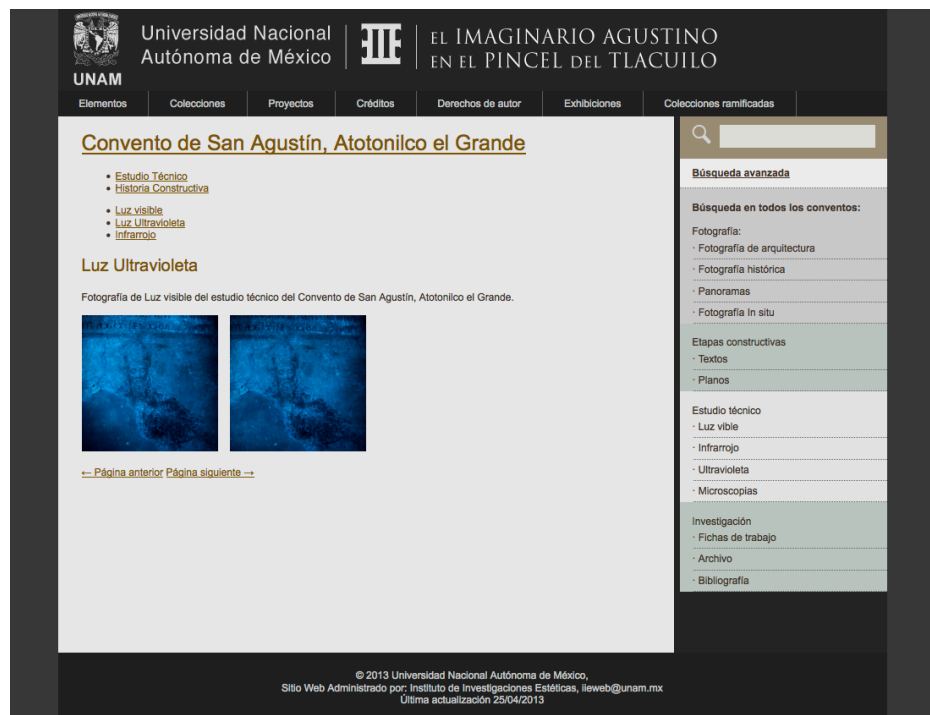 Universidad Nacional
Autónoma de México
UNAM
EL IMAGINARIO AGUSTINO
EN EL PINCEL DEL TLACUILO
Elementos
Colecciones
Proyectos
Créditos
Derechos de autor
Exhibiciones
Colecciones ramificadas
Convento de San Agustín, Atotonilco el Grande
• Estudio Técnico
• Historia Constructiva
• Luz visible
• Luz Ultravioleta
• Infrarrojo
Luz Ultravioleta
Fotografía de Luz visible del estudio técnico del Convento de San Agustín, Atotonilco el Grande.
← Página anterior Página siguiente →
Búsqueda avanzada
Búsqueda en todos los conventos:
Fotografía:
· Fotografía de arquitectura
· Fotografía histórica
· Panoramas
· Fotografía In situ
Etapas constructivas
· Textos
· Planos
Estudio técnico
· Luz vible
· Infrarrojo
· Ultravioleta
· Microscopias
Investigación
· Fichas de trabajo
· Archivo
· Bibliografía
© 2013 Universidad Nacional Autónoma de México,
Sitio Web Administrado por: Instituto de Investigaciones Estéticas, iieweb@unam.mx
Última actualización 25/04/2013